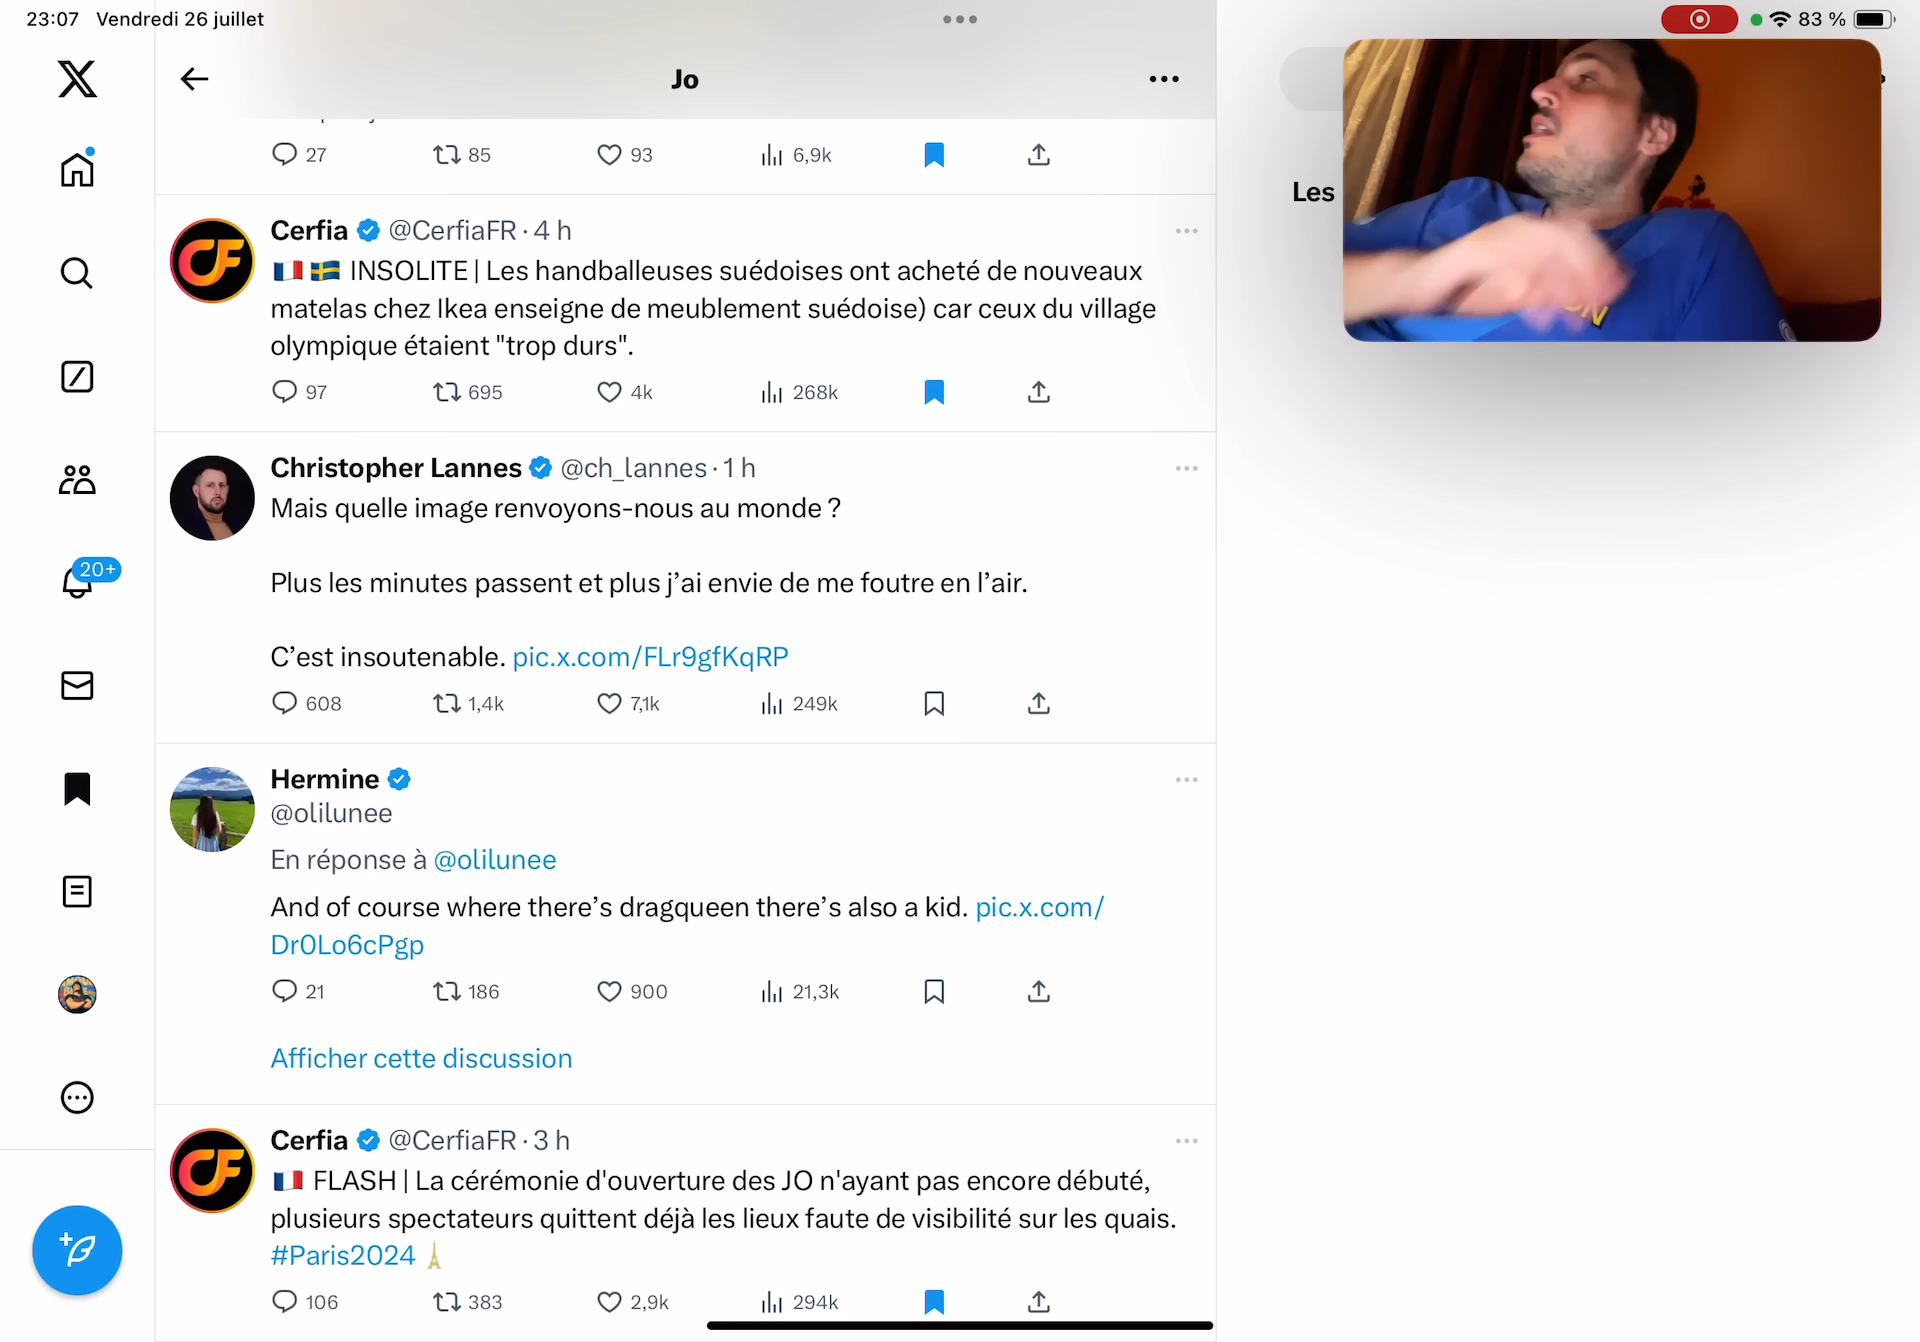 23:07 Vendredi 26 juillet
83 %
Jo
27 85 93 6,9k
Les
Cerfia @CerfiaFR · 4 h
INSOLITE | Les handballeuses suédoises ont acheté de nouveaux
matelas chez Ikea enseigne de meublement suédoise) car ceux du village
olympique étaient "trop durs".
97 695 4k 268k
Christopher Lannes @ch_lannes · 1 h
Mais quelle image renvoyons-nous au monde ?
Plus les minutes passent et plus j’ai envie de me foutre en l’air.
C’est insoutenable. pic.x.com/FLr9gfKqRP
608 1,4k 7,1k 249k
20+
Hermine
@olilunee
En réponse à @olilunee
And of course where there’s dragqueen there’s also a kid. pic.x.com/
Dr0Lo6cPgp
21 186 900 21,3k
Afficher cette discussion
Cerfia @CerfiaFR · 3 h
FLASH | La cérémonie d'ouverture des JO n'ayant pas encore débuté,
plusieurs spectateurs quittent déjà les lieux faute de visibilité sur les quais.
#Paris2024
106 383 2,9k 294k